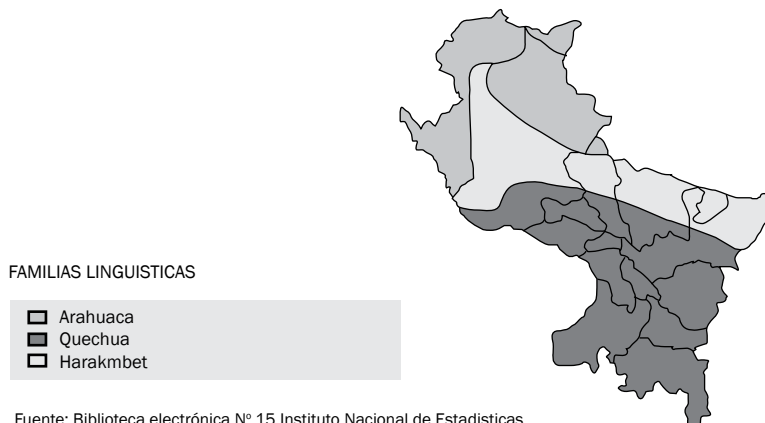 FAMILIAS LINGUISTICAS
Arahuaca
Quechua
Harakmbet
Fuente: Biblioteca electrónica Nº 15 Instituto Nacional de Estadisticas